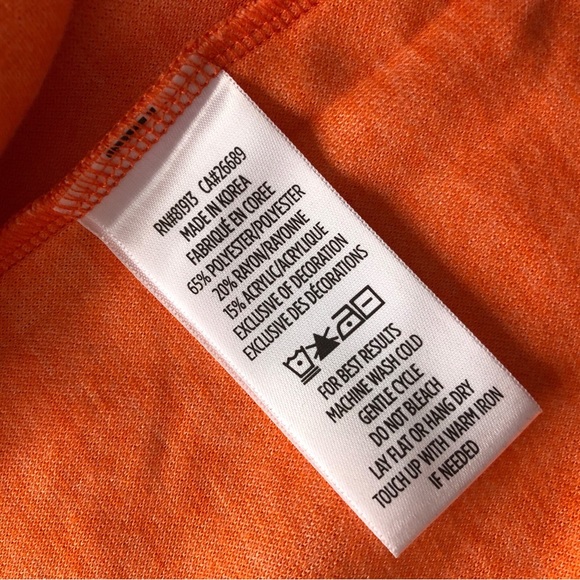 RN#81913 CA#26689
MADE IN KOREA
FABRIQUÉ EN CORÉE
65% POLYESTER/POLYESTER
20% RAYON/RAYONNE
15% ACRYLIC/ACRYLIQUE
EXCLUSIVE OF DECORATION
EXCLUSIVE DES DÉCORATIONS
FOR BEST RESULTS
MACHINE WASH COLD
GENTLE CYCLE
DO NOT BLEACH
LAY FLAT OR HANG DRY
TOUCH UP WITH WARM IRON
IF NEEDED